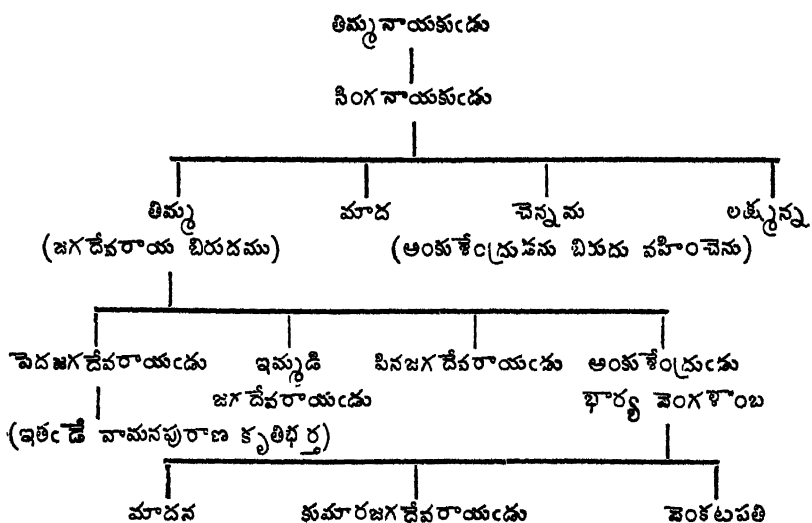 తిమ్మనాయకుఁడు
సింగనాయకుఁడు
తిమ్మ మాద చెన్నమ లక్ష్మన్న
(జగదేవరాయ బిరుదము) (అంకుశేంద్రుడను బిరుదు వహించెను)
పెదజగదేవరాయఁడు ఇమ్మడి పినజగదేవరాయఁడు అంకుశేంద్రుఁడు
జగదేవరాయఁడు భార్య వెంగళాంబ
(ఇతఁడే వామనపురాణ కృతిభర్త)
మాదన కుమారజగదేవరాయఁడు వెంకటపతి